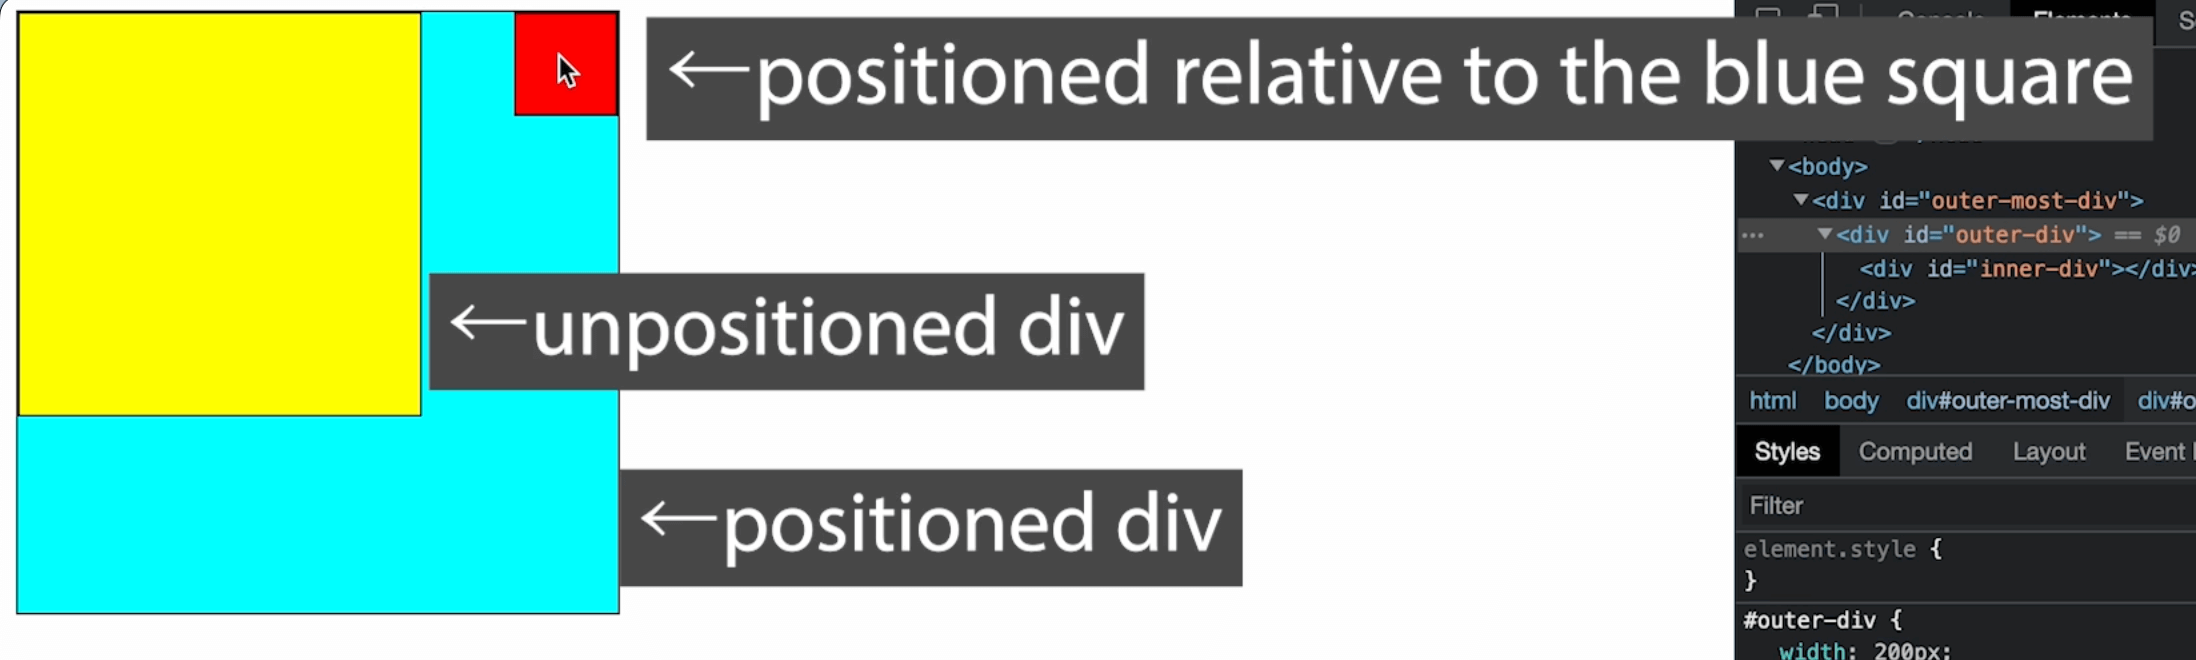 Console Elements
←positioned relative to the blue square
▼<body>
▼<div id="outer-most-div">
··· ▼<div id="outer-div"> == $0
<div id="inner-div"></div>
</div>
</div>
</body>
←unpositioned div
html body div#outer-most-div div#o
Styles Computed Layout Event
←positioned div
Filter
element.style {
}
#outer-div {
width: 200px;